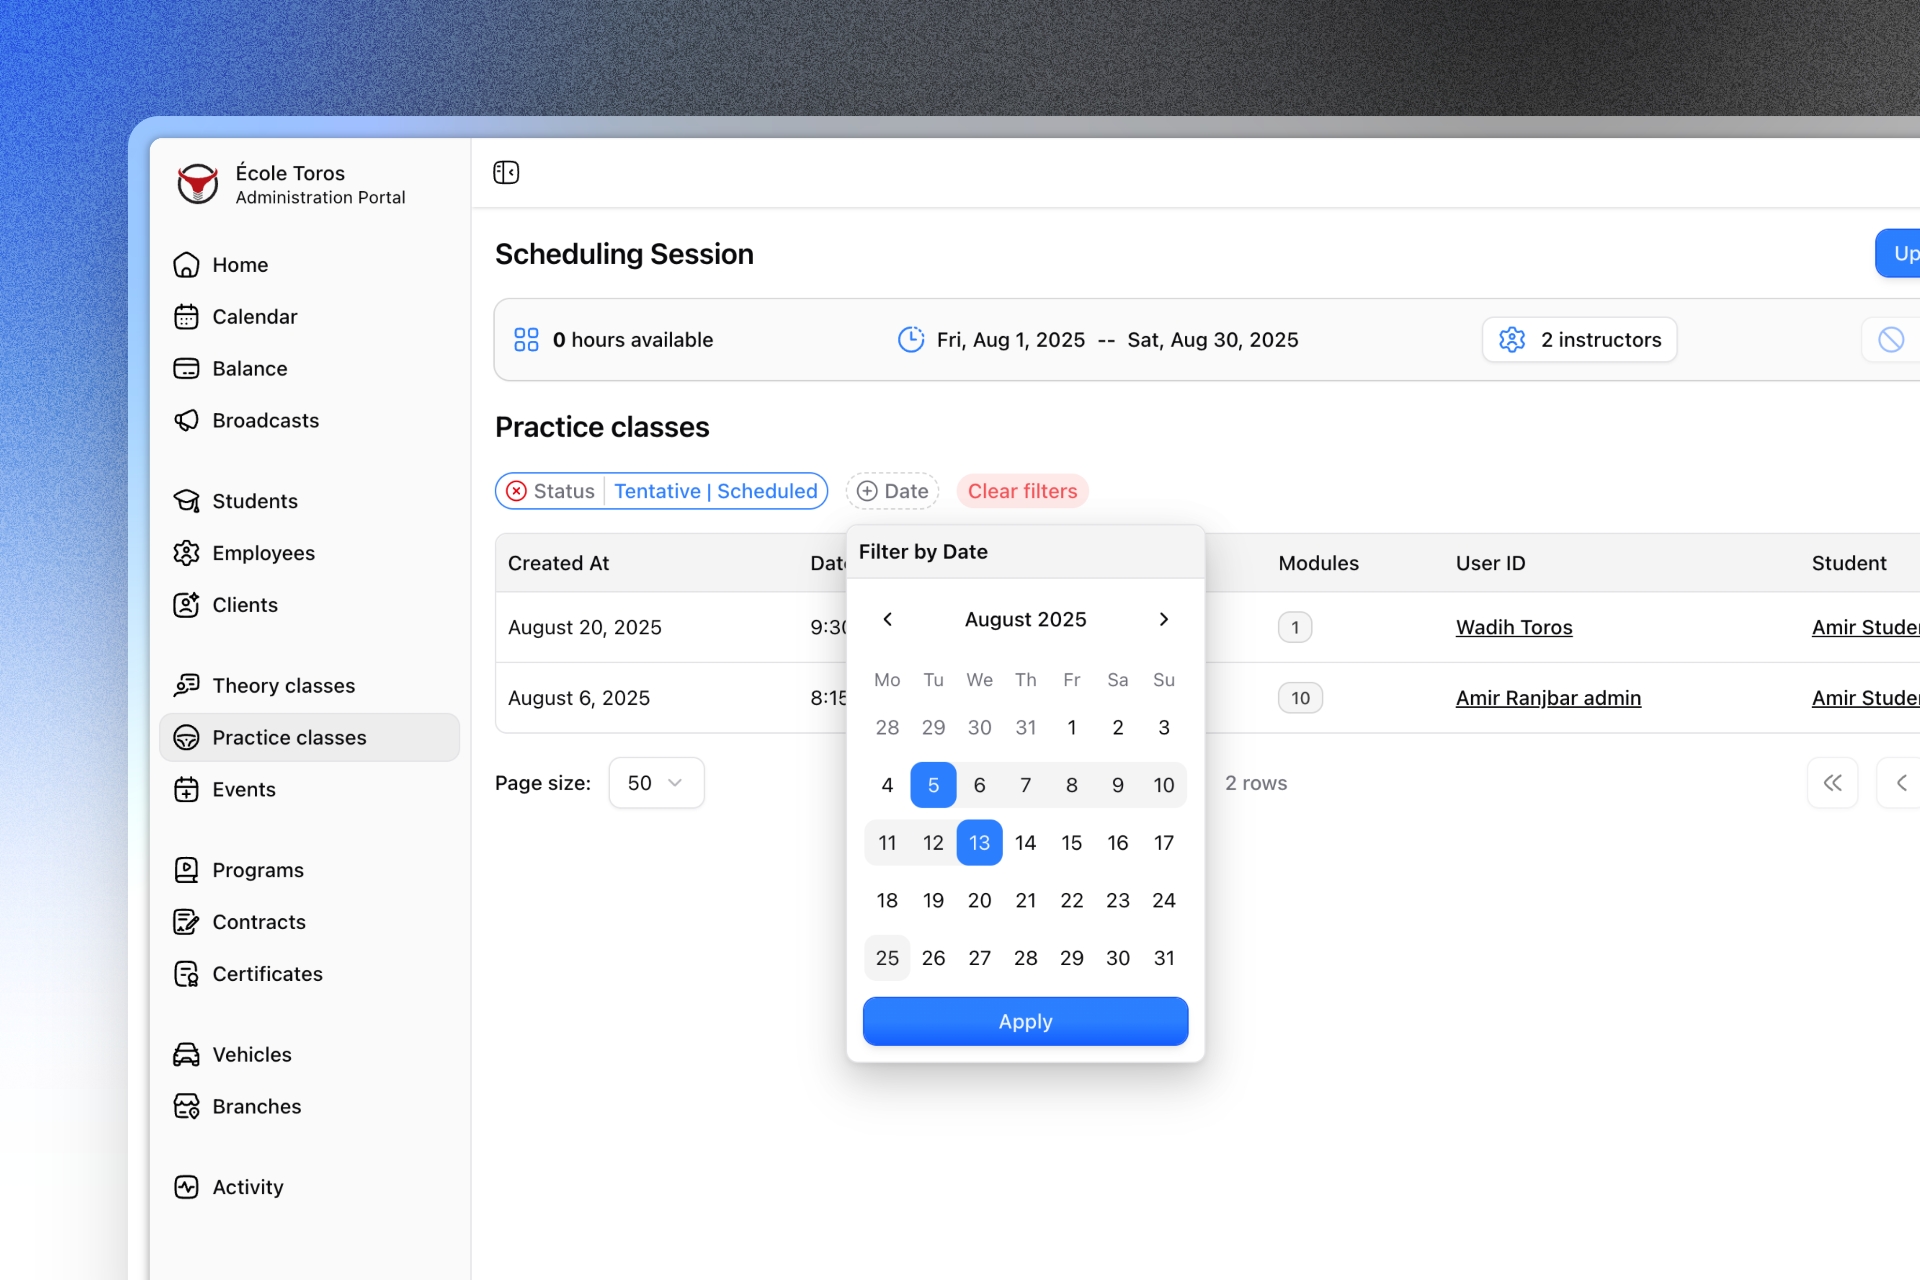 École Toros
Administration Portal
Home
Calendar
Balance
Broadcasts
Students
Employees
Clients
Theory classes
Practice classes
Events
Programs
Contracts
Certificates
Vehicles
Branches
Activity
Scheduling Session
Up
0 hours available
Fri, Aug 1, 2025 -- Sat, Aug 30, 2025
2 instructors
Practice classes
Status | Tentative | Scheduled
Date
Clear filters
Created At Date Modules User ID Student
August 20, 2025 9:30 1 Wadih Toros Amir Stude
August 6, 2025 8:15 10 Amir Ranjbar admin Amir Stude
Page size: 50 2 rows
Filter by Date
August 2025
Mo Tu We Th Fr Sa Su
28 29 30 31 1 2 3
4 5 6 7 8 9 10
11 12 13 14 15 16 17
18 19 20 21 22 23 24
25 26 27 28 29 30 31
Apply